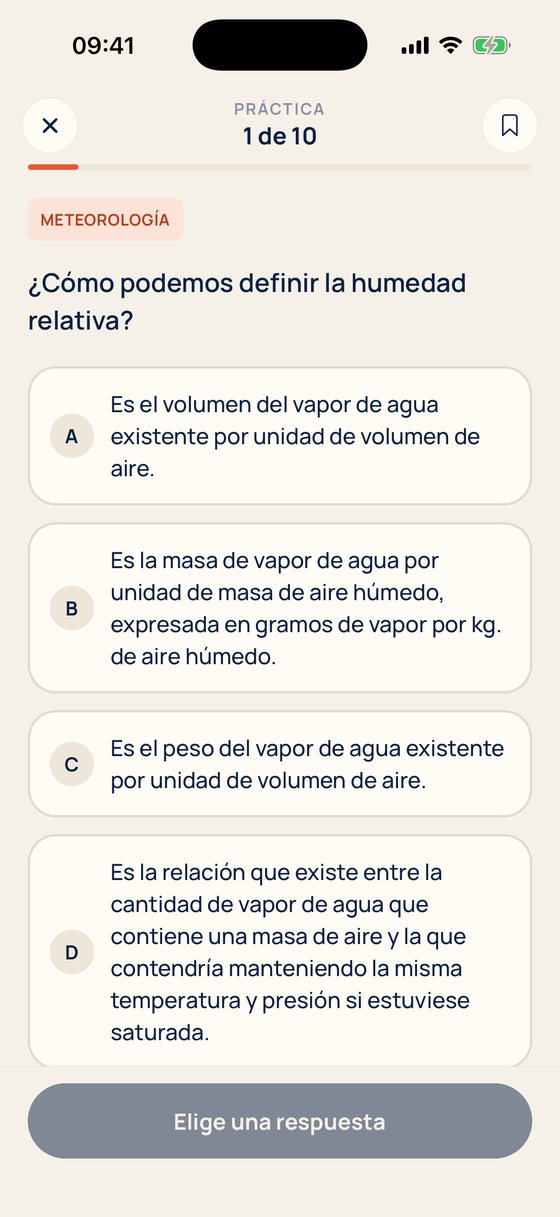 09:41
PRÁCTICA
1 de 10
METEOROLOGÍA
¿Cómo podemos definir la humedad
relativa?
A
Es el volumen del vapor de agua
existente por unidad de volumen de
aire.
B
Es la masa de vapor de agua por
unidad de masa de aire húmedo,
expresada en gramos de vapor por kg.
de aire húmedo.
C
Es el peso del vapor de agua existente
por unidad de volumen de aire.
D
Es la relación que existe entre la
cantidad de vapor de agua que
contiene una masa de aire y la que
contendría manteniendo la misma
temperatura y presión si estuviese
saturada.
Elige una respuesta